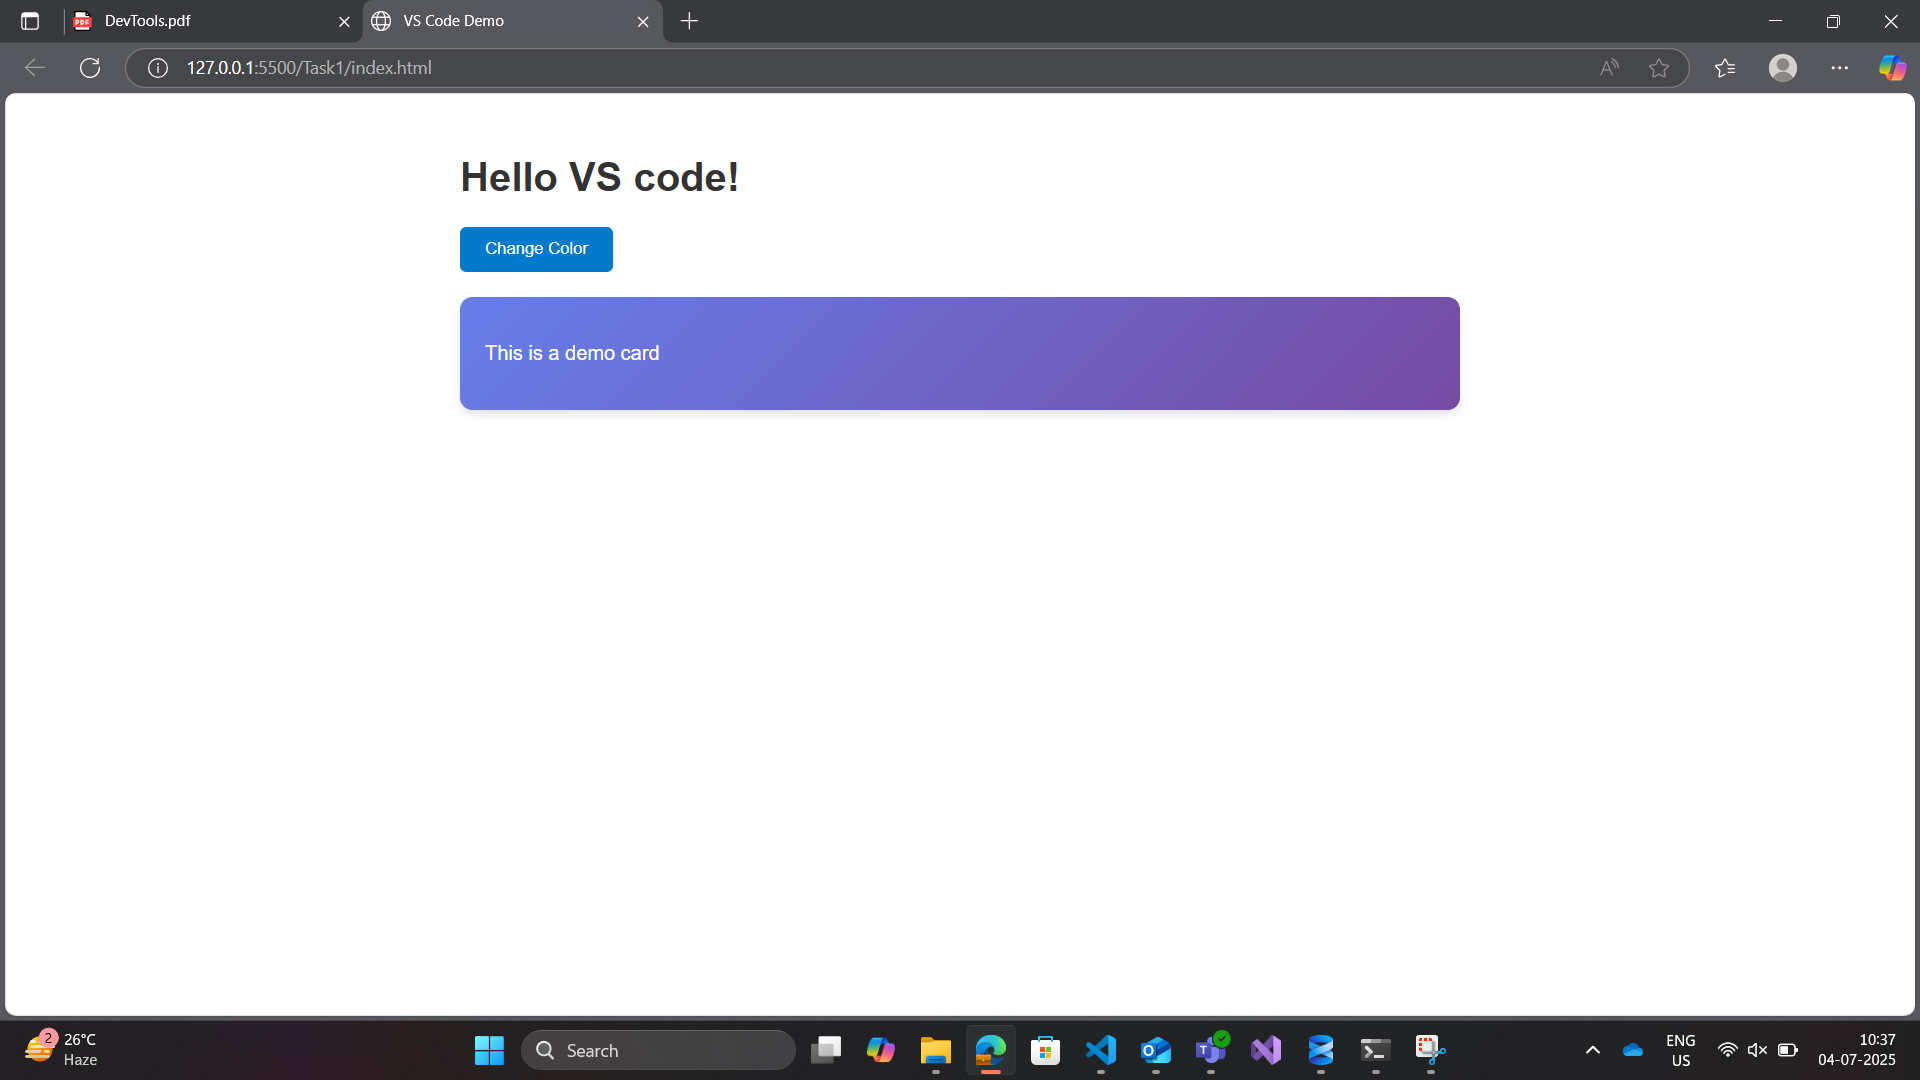 DevTools.pdf
VS Code Demo
127.0.0.1:5500/Task1/index.html
Hello VS code!
Change Color
This is a demo card
2
26°C
Haze
Search
ENG
US
10:37
04-07-2025